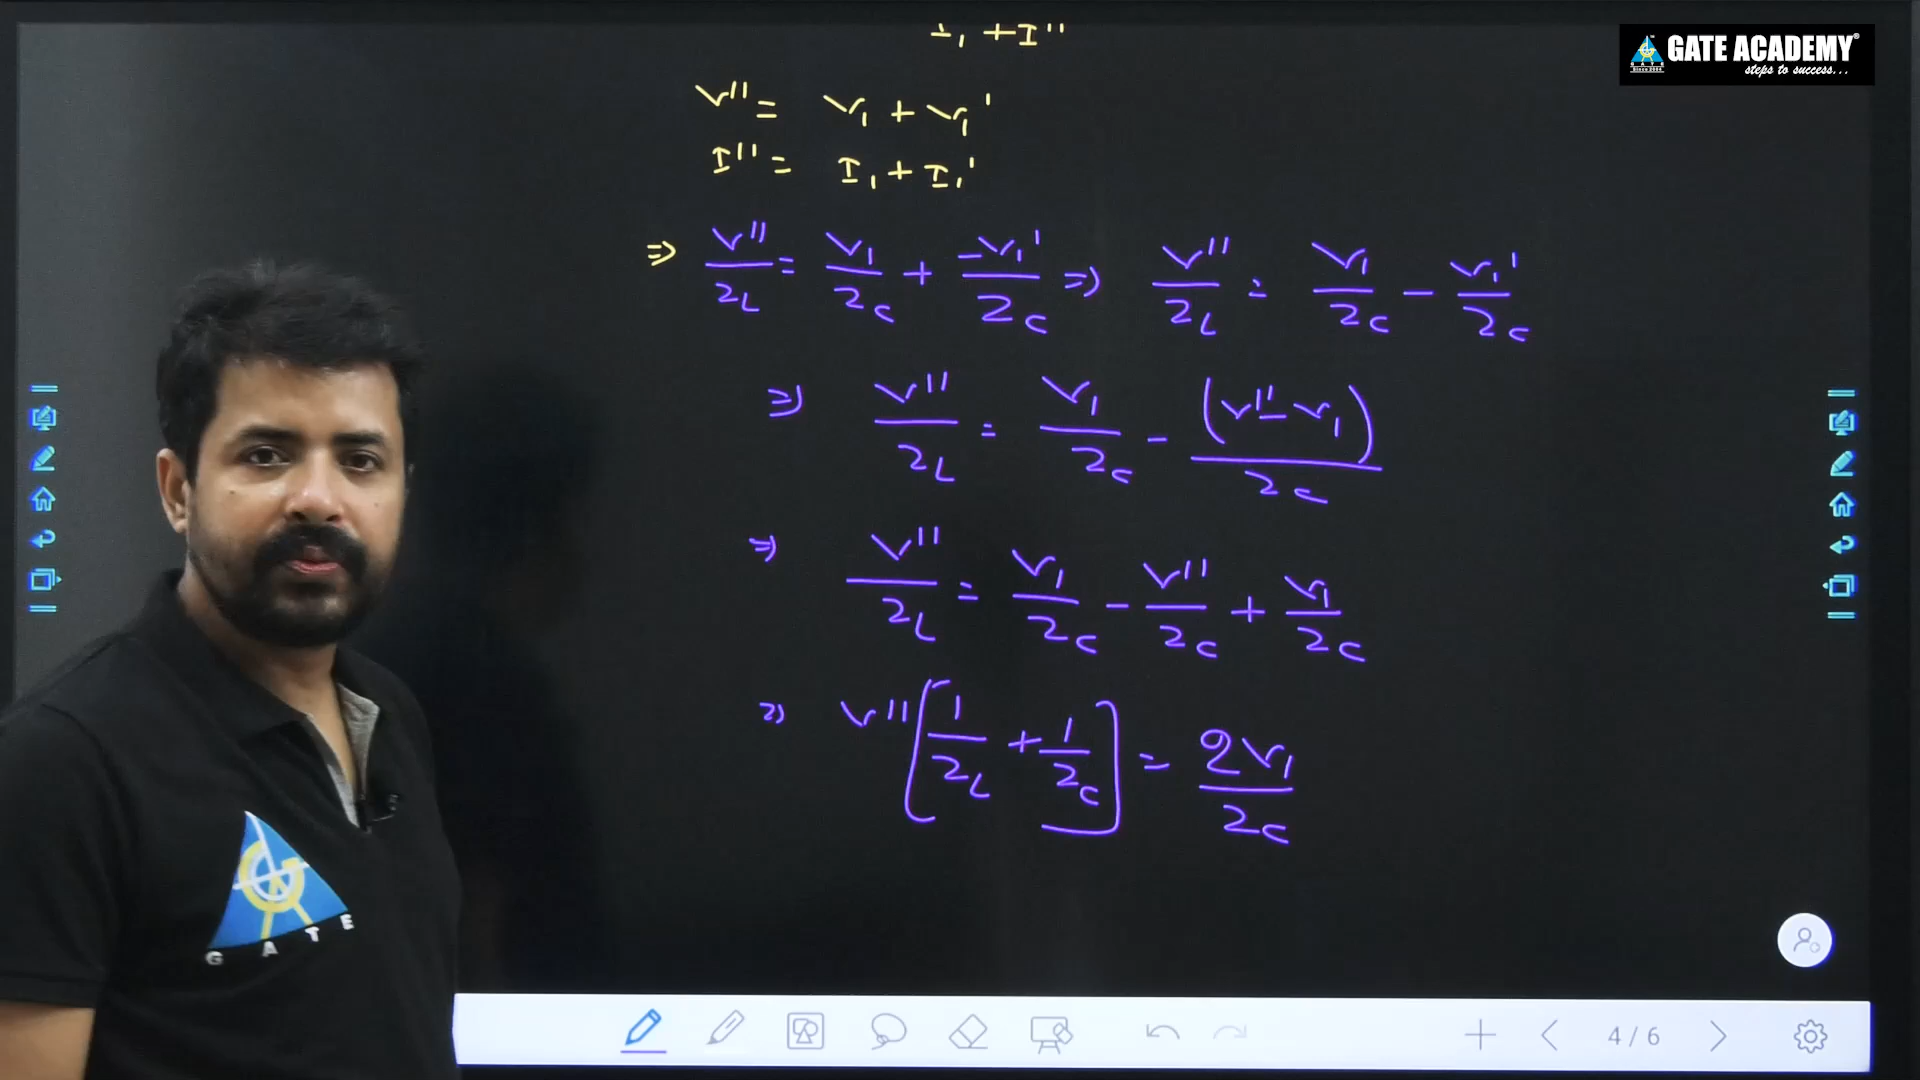 I₁ + I''
GATE ACADEMY®
steps to success...
V'' = V₁ + V₁'
I'' = I₁ + I₁'
⇒ V''/Z_L = V₁/Z_C + -V₁'/Z_C ⇒ V''/Z_L = V₁/Z_C - V₁'/Z_C
⇒ V''/Z_L = V₁/Z_C - (V'' - V₁)/Z_C
⇒ V''/Z_L = V₁/Z_C - V''/Z_C + V₁/Z_C
⇒ V''[1/Z_L + 1/Z_C] = 2V₁/Z_C
GATE
4 / 6